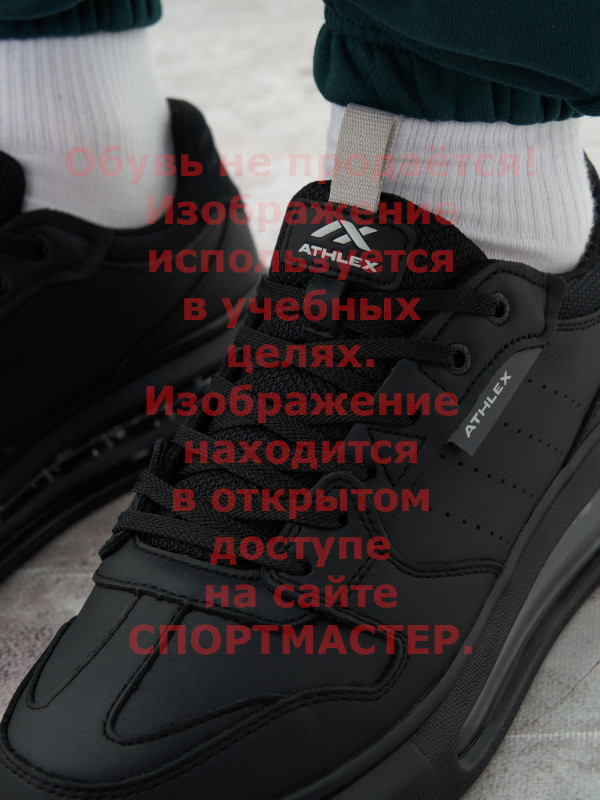 Обувь не продаётся!
Изображение
используется
в учебных
целях.
Изображение
находится
в открытом
доступе
на сайте
СПОРТМАСТЕР.
ATHLEX
ATHLEX